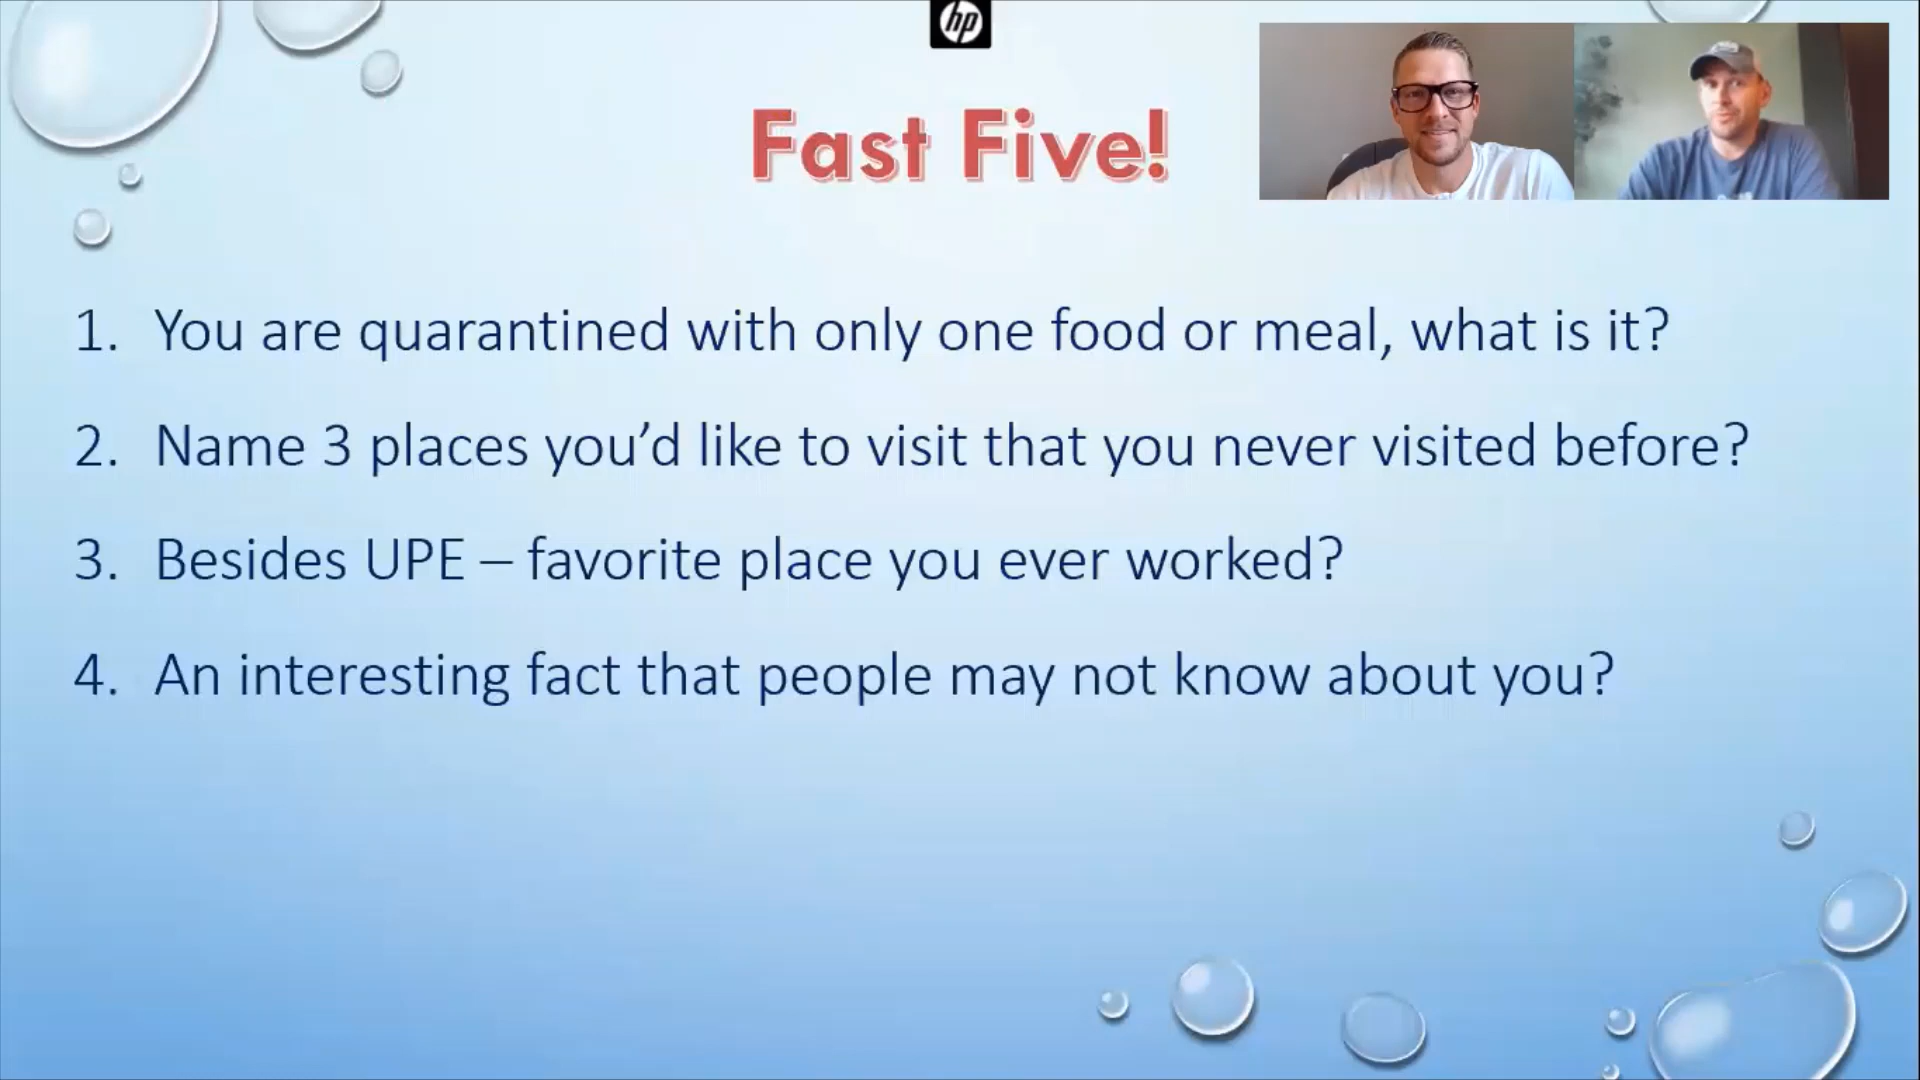 hp
Fast Five!
1. You are quarantined with only one food or meal, what is it?
2. Name 3 places you’d like to visit that you never visited before?
3. Besides UPE – favorite place you ever worked?
4. An interesting fact that people may not know about you?